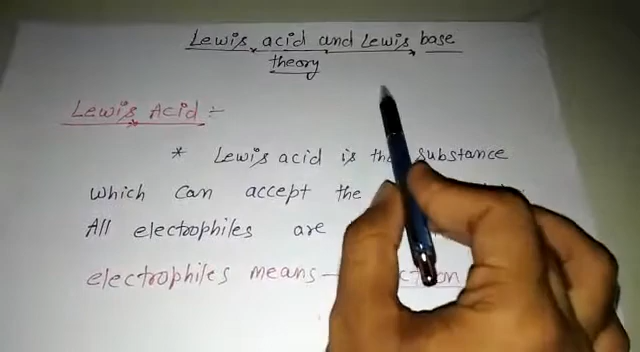 Lewis acid and Lewis base
theory
Lewis Acid :-
* Lewis acid is the substance
which can accept the
All electrophiles are
electrophiles means -